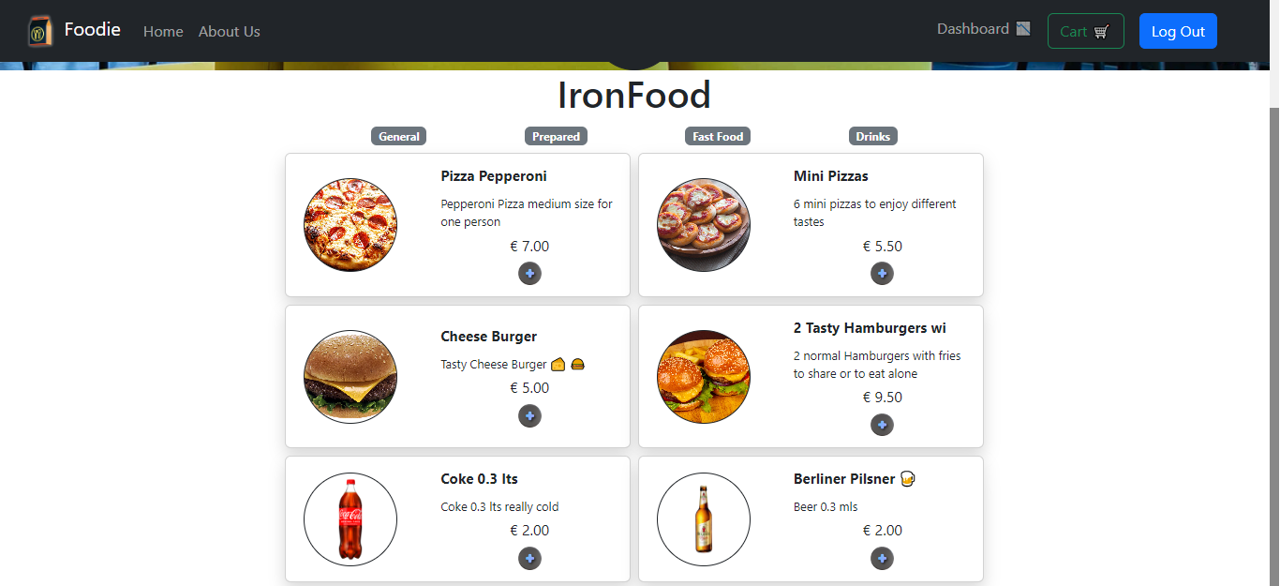 Foodie Home About Us Dashboard Cart Log Out
IronFood
General Prepared Fast Food Drinks
Pizza Pepperoni
Pepperoni Pizza medium size for
one person
€ 7.00
Mini Pizzas
6 mini pizzas to enjoy different
tastes
€ 5.50
Cheese Burger
Tasty Cheese Burger 🧀 🍔
€ 5.00
2 Tasty Hamburgers wi
2 normal Hamburgers with fries
to share or to eat alone
€ 9.50
Coke 0.3 lts
Coke 0.3 lts really cold
€ 2.00
Berliner Pilsner 🍺
Beer 0.3 mls
€ 2.00